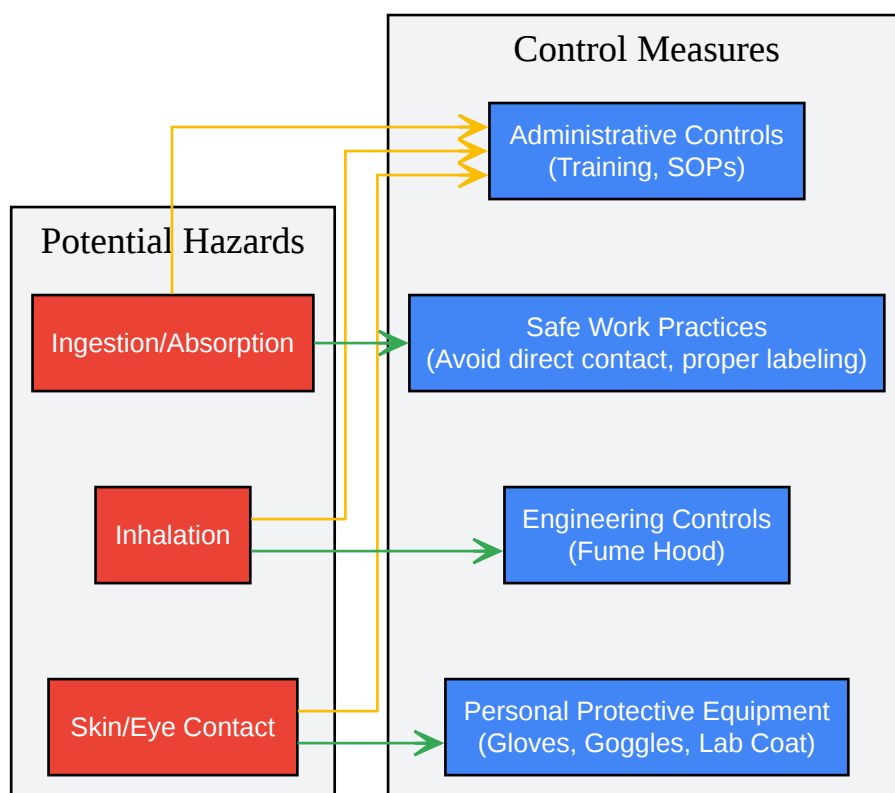 Control Measures
Administrative Controls
(Training, SOPs)
Potential Hazards
Ingestion/Absorption
Safe Work Practices
(Avoid direct contact, proper labeling)
Inhalation
Engineering Controls
(Fume Hood)
Skin/Eye Contact
Personal Protective Equipment
(Gloves, Goggles, Lab Coat)